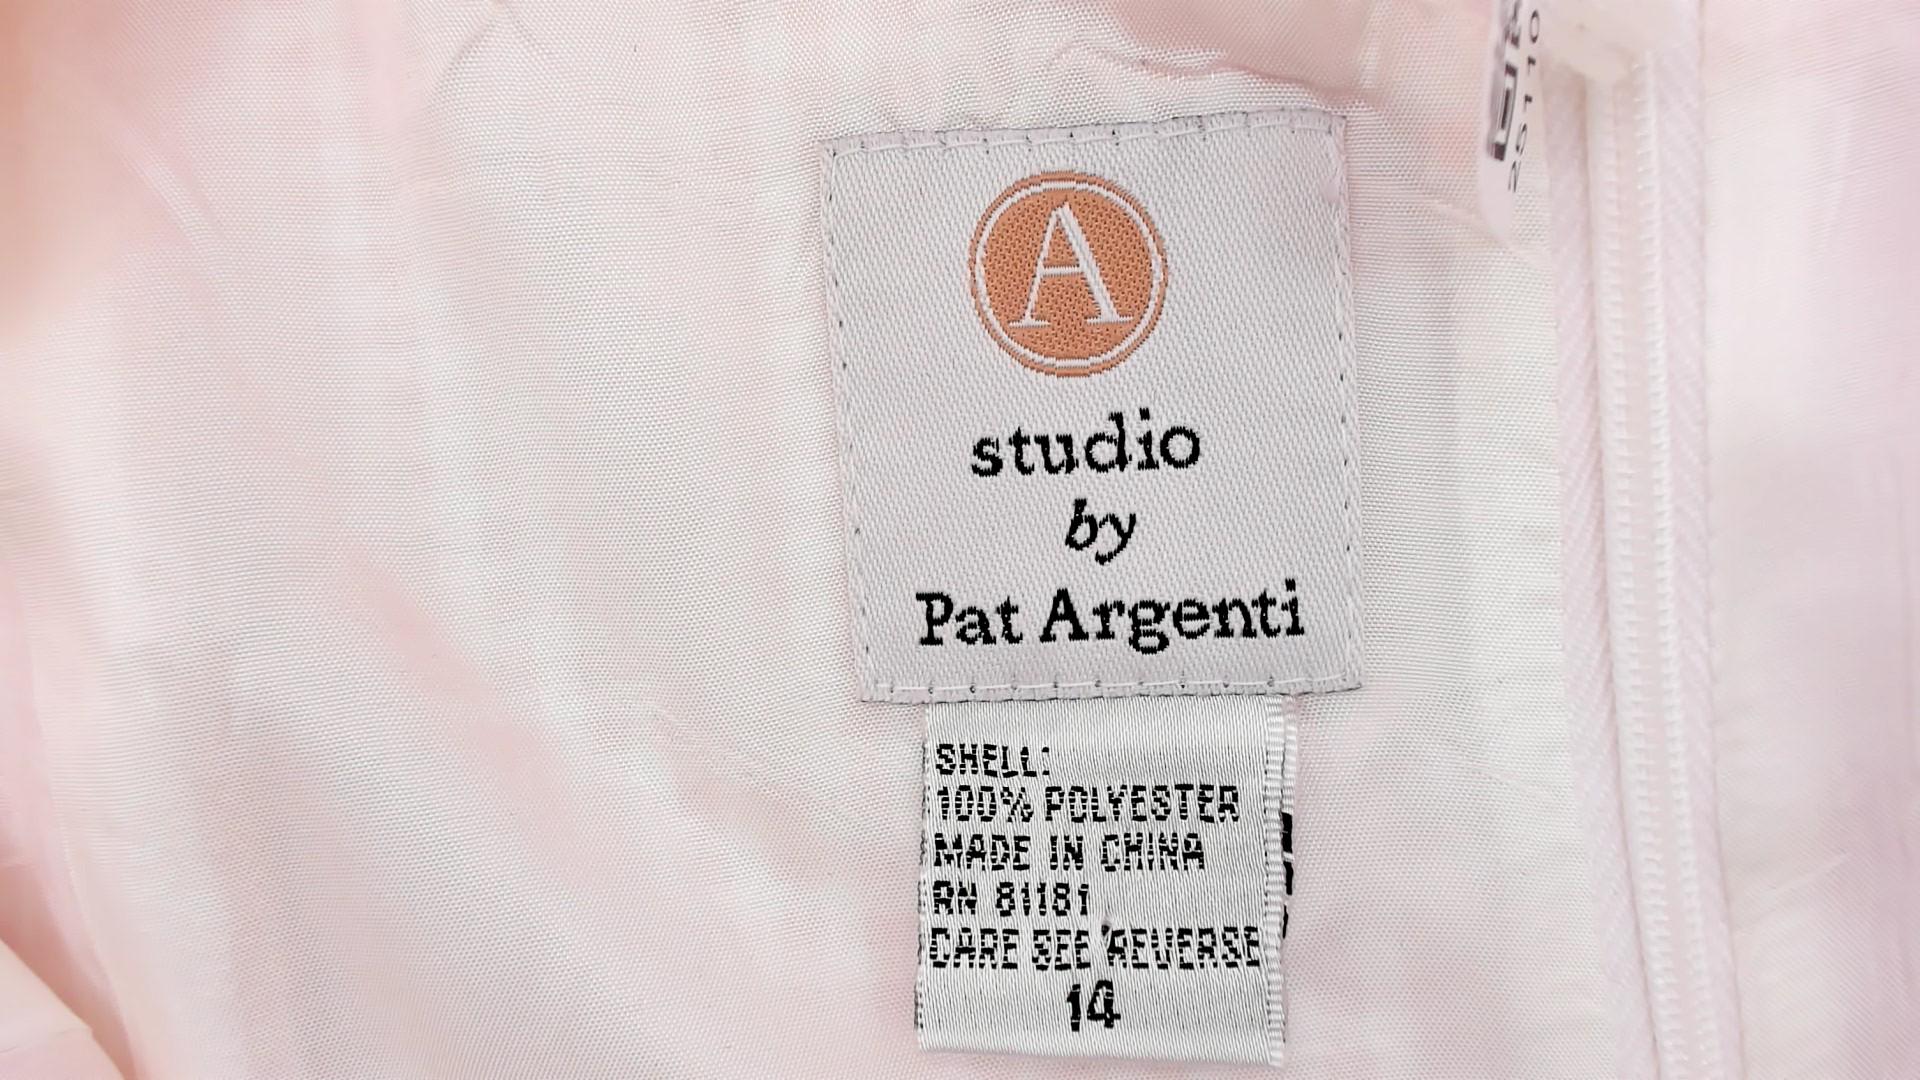 A
studio
by
Pat Argenti
SHELL:
100% POLYESTER
MADE IN CHINA
RN 81181
CARE SEE REVERSE
14